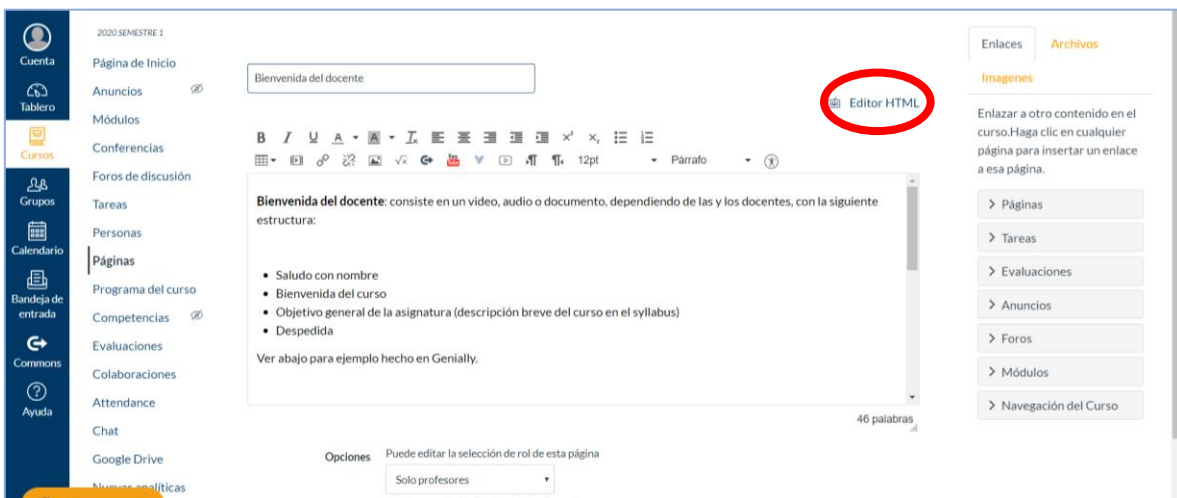 Cuenta
Tablero
Cursos
Grupos
Calendario
Bandeja de
entrada
Commons
Ayuda
2020 SEMESTRE 1
Página de Inicio
Anuncios
Módulos
Conferencias
Foros de discusión
Tareas
Personas
Páginas
Programa del curso
Competencias
Evaluaciones
Colaboraciones
Attendance
Chat
Google Drive
Nuevas analíticas
Bienvenida del docente
Editor HTML
12pt Párrafo
Bienvenida del docente: consiste en un video, audio o documento, dependiendo de las y los docentes, con la siguiente
estructura:
• Saludo con nombre
• Bienvenida del curso
• Objetivo general de la asignatura (descripción breve del curso en el syllabus)
• Despedida
Ver abajo para ejemplo hecho en Genially.
46 palabras
Opciones Puede editar la selección de rol de esta página
Solo profesores
Enlaces Archivos
Imagenes
Enlazar a otro contenido en el
curso.Haga clic en cualquier
página para insertar un enlace
a esa página.
Páginas
Tareas
Evaluaciones
Anuncios
Foros
Módulos
Navegación del Curso